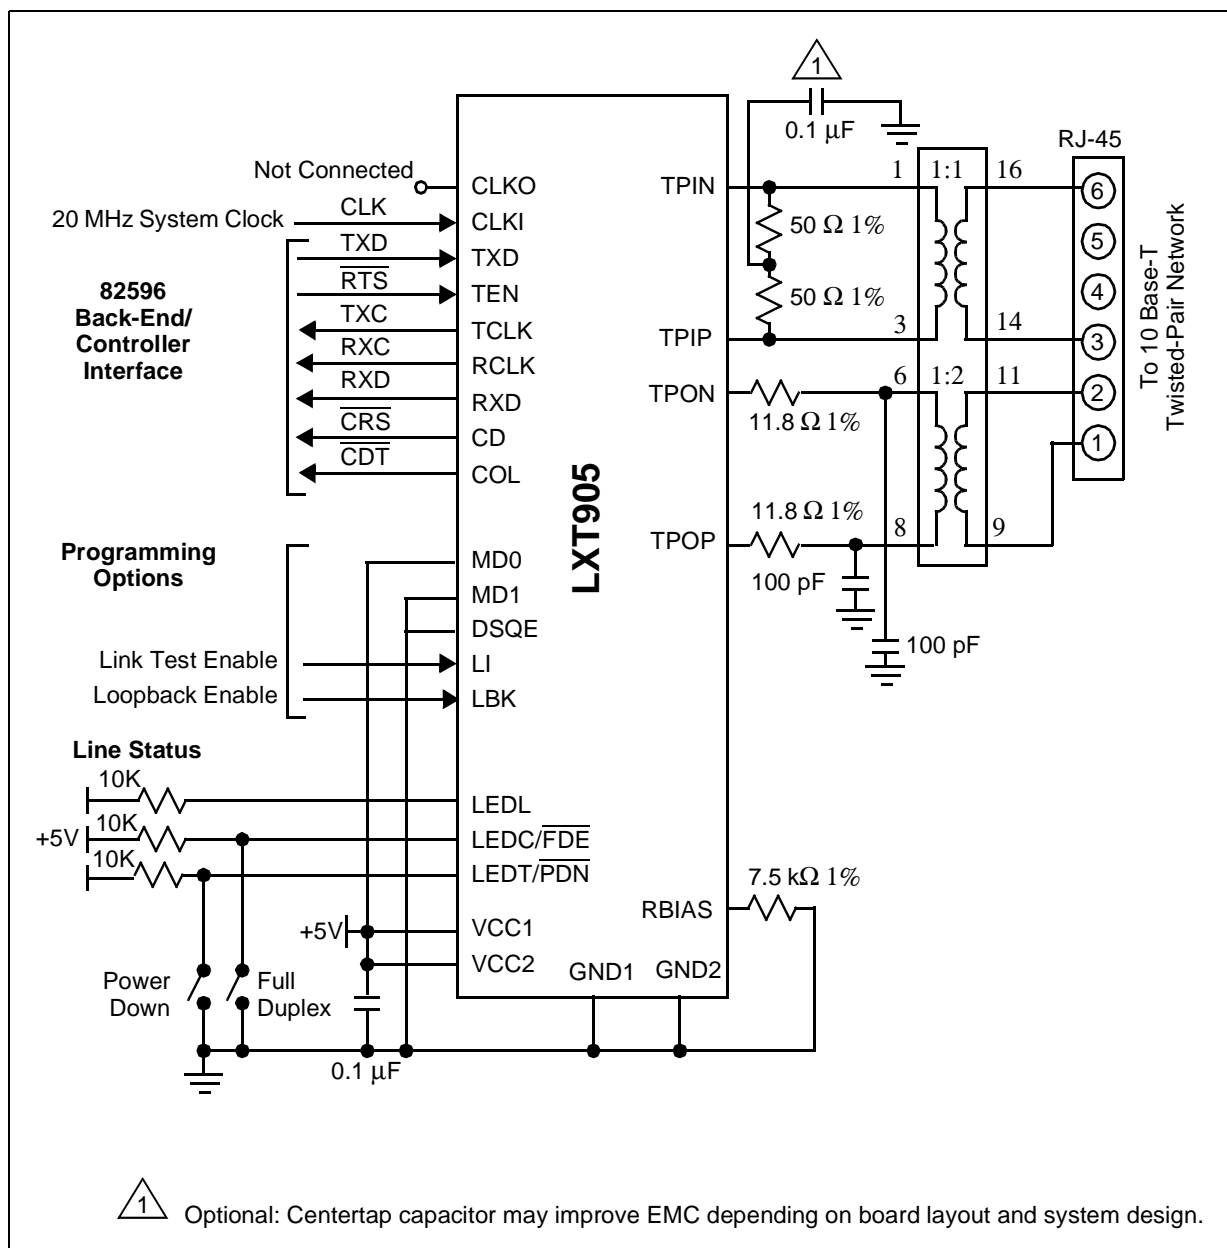 1
0.1 μF
RJ-45
Not Connected
CLKO
TPIN
1
1:1
16
6
20 MHz System Clock
CLK
CLKI
50 Ω 1%
5
TXD
TXD
82596
Back-End/
Controller
Interface
RTS
TEN
50 Ω 1%
4
TXC
TCLK
TPIP
3
14
3
RXC
RCLK
RXD
RXD
TPON
11.8 Ω 1%
6
1:2
11
2
CRS
CD
1
CDT
COL
To 10 Base-T
Twisted-Pair Network
LXT905
11.8 Ω 1%
TPOP
8
9
100 pF
100 pF
Programming
Options
MD0
MD1
DSQE
Link Test Enable
LI
Loopback Enable
LBK
Line Status
10K
LEDL
+5V
10K
LEDC/FDE
10K
LEDT/PDN
7.5 kΩ 1%
RBIAS
+5V
VCC1
VCC2
GND1
GND2
Power
Down
Full
Duplex
0.1 μF
1
Optional: Centertap capacitor may improve EMC depending on board layout and system design.